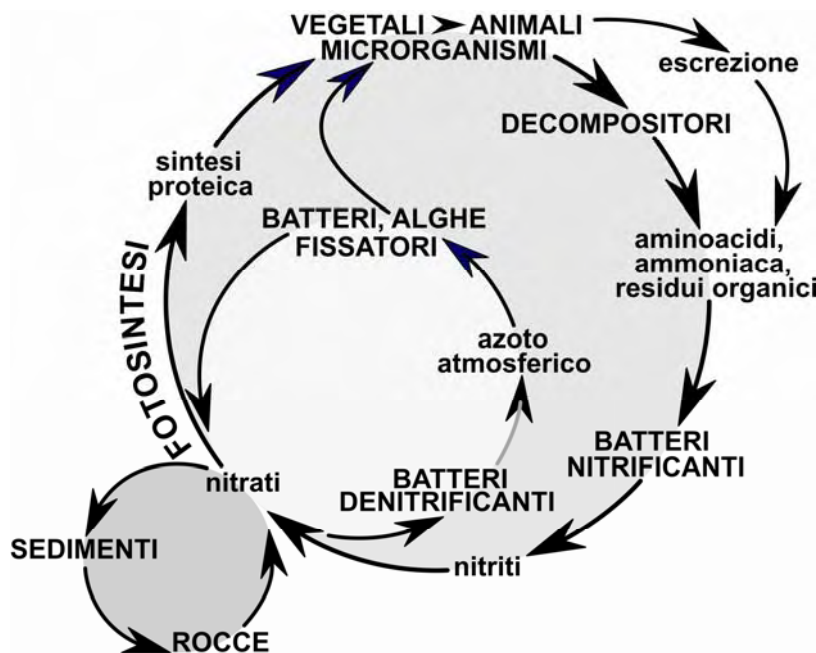 VEGETALI ➤ ANIMALI
MICRORGANISMI
escrezione
DECOMPOSITORI
sintesi
proteica
BATTERI, ALGHE
FISSATORI
aminoacidi,
ammoniaca,
residui organici
FOTOSINTESI
azoto
atmosferico
BATTERI
NITRIFICANTI
nitrati
BATTERI
DENITRIFICANTI
SEDIMENTI
nitriti
ROCCE